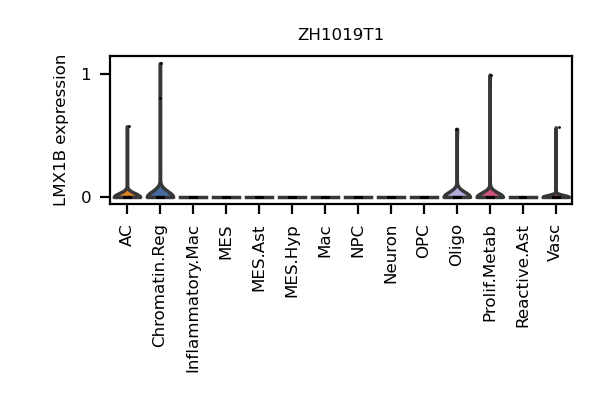 ZH1019T1
LMX1B expression
1
0
AC
Chromatin.Reg
Inflammatory.Mac
MES
MES.Ast
MES.Hyp
Mac
NPC
Neuron
OPC
Oligo
Prolif.Metab
Reactive.Ast
Vasc